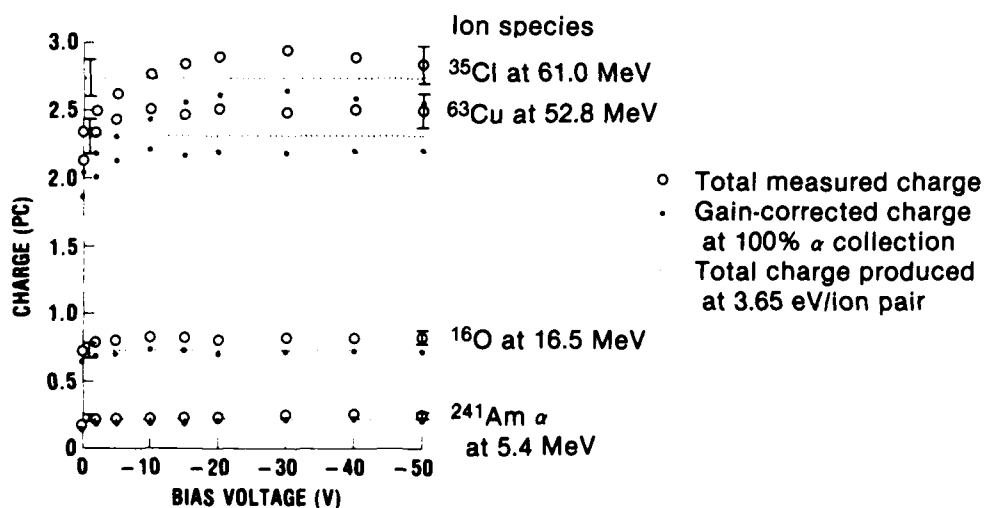 Ion species
3.0
2.5
2.0
1.5
1.0
0.5
0
CHARGE (PC)
³⁵Cl at 61.0 MeV
⁶³Cu at 52.8 MeV
¹⁶O at 16.5 MeV
²⁴¹Am α
at 5.4 MeV
0 −10 −20 −30 −40 −50
BIAS VOLTAGE (V)
Total measured charge
Gain-corrected charge
at 100% α collection
Total charge produced
at 3.65 eV/ion pair